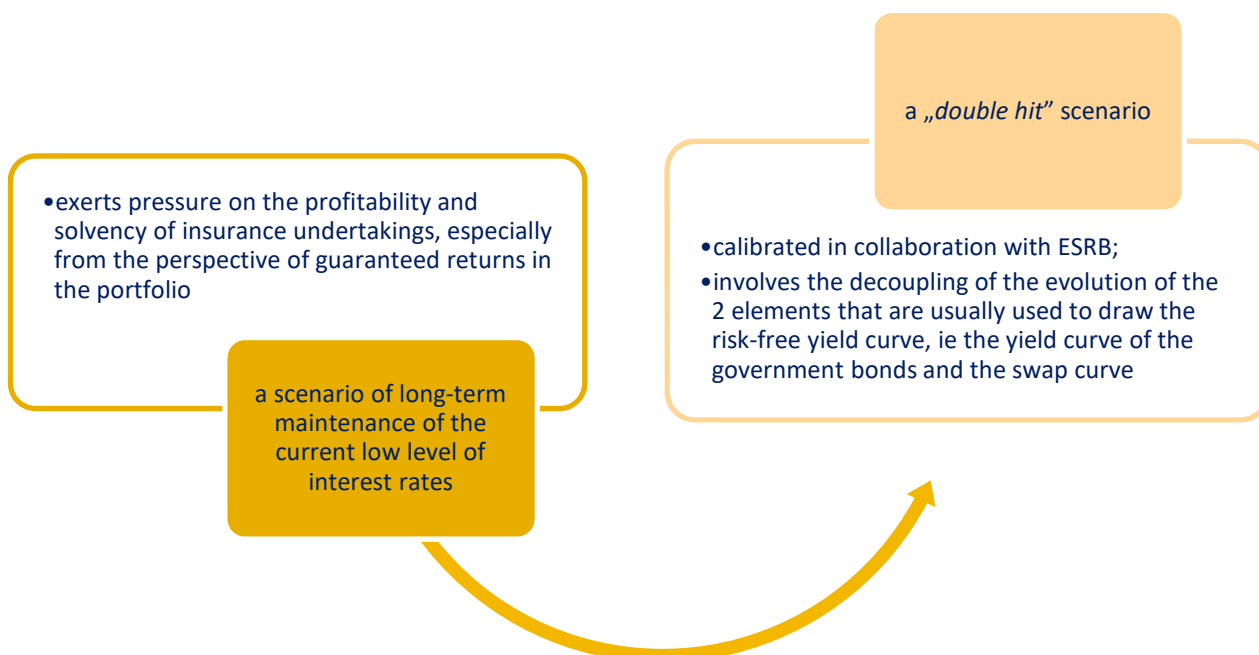 •exerts pressure on the profitability and
solvency of insurance undertakings, especially
from the perspective of guaranteed returns in
the portfolio
a scenario of long-term
maintenance of the
current low level of
interest rates
a „double hit” scenario
•calibrated in collaboration with ESRB;
•involves the decoupling of the evolution of the
2 elements that are usually used to draw the
risk-free yield curve, ie the yield curve of the
government bonds and the swap curve